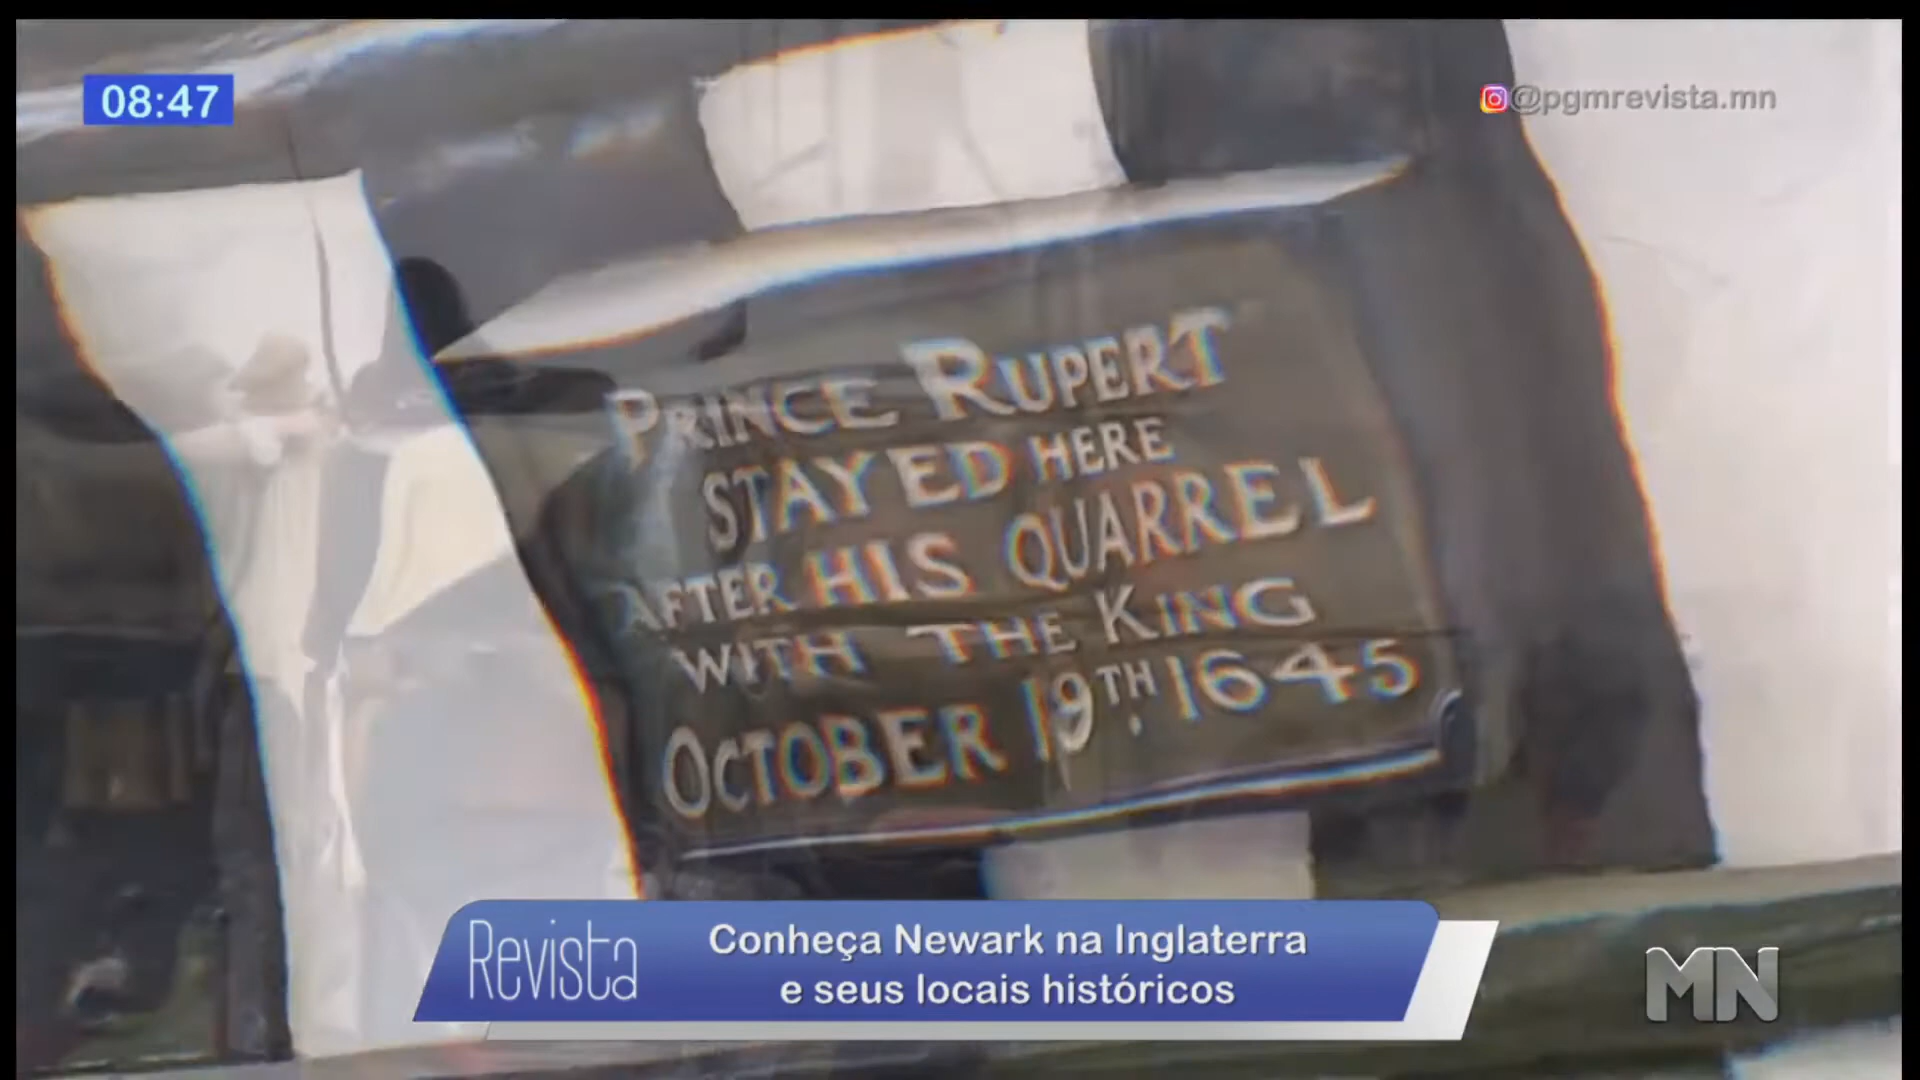 08:47
@pgmrevista.mn
PRINCE RUPERT
STAYED HERE
AFTER HIS QUARREL
WITH THE KING
OCTOBER 19TH. 1645
Revista
Conheça Newark na Inglaterra
e seus locais históricos
MN